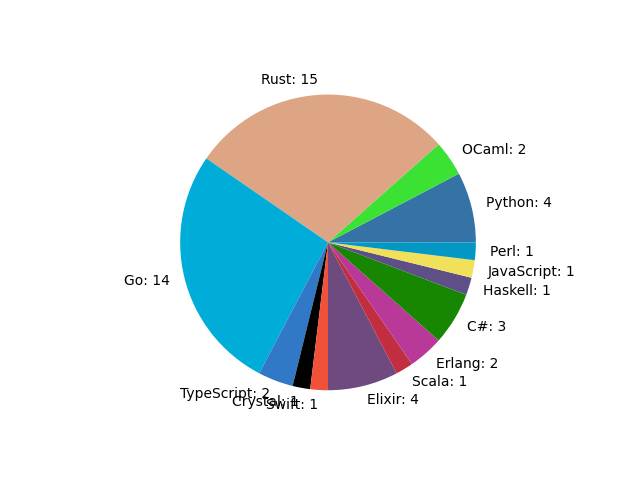 Rust: 15
OCaml: 2
Python: 4
Perl: 1
JavaScript: 1
Go: 14
Haskell: 1
C#: 3
Erlang: 2
Scala: 1
TypeScript: 2
Elixir: 4
Crystal: 1
Swift: 1